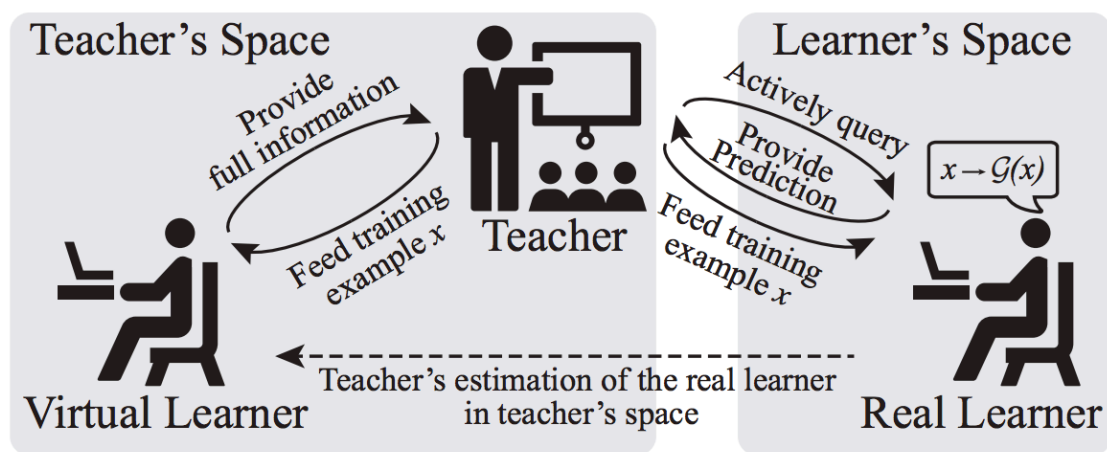 Teacher's Space
Learner's Space
Provide
full information
Feed training
example x
Teacher
Actively query
Provide
Prediction
Feed training
example x
x → G(x)
Teacher's estimation of the real learner
in teacher's space
Virtual Learner
Real Learner